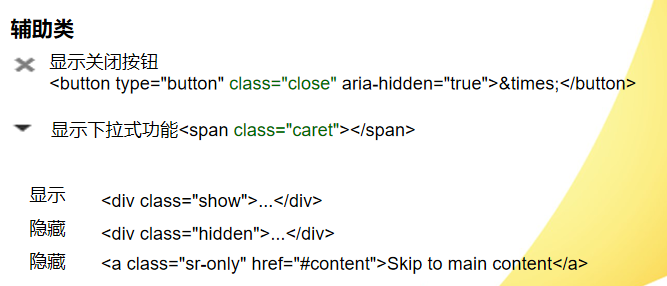 辅助类
显示关闭按钮
<button type="button" class="close" aria-hidden="true">&times;</button>
显示下拉式功能<span class="caret"></span>
显示 <div class="show">...</div>
隐藏 <div class="hidden">...</div>
隐藏 <a class="sr-only" href="#content">Skip to main content</a>